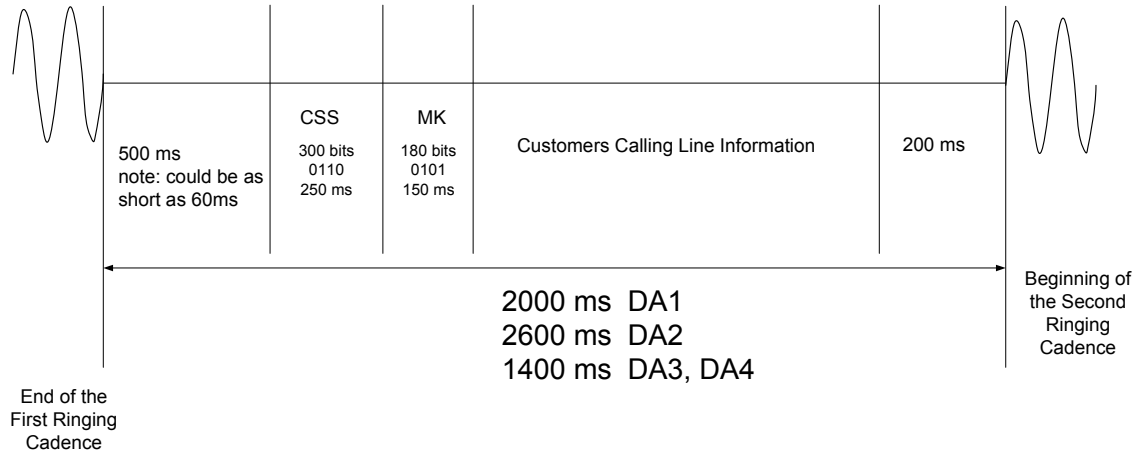 500 ms
note: could be as
short as 60ms
CSS
300 bits
0110
250 ms
MK
180 bits
0101
150 ms
Customers Calling Line Information
200 ms
2000 ms DA1
2600 ms DA2
1400 ms DA3, DA4
End of the
First Ringing
Cadence
Beginning of
the Second
Ringing
Cadence